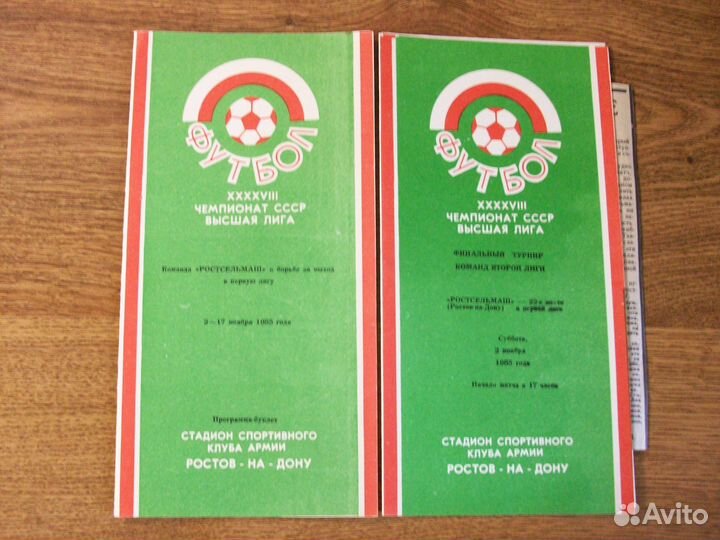 ФУТБОЛ
XXXXVIII
ЧЕМПИОНАТ СССР
ВЫСШАЯ ЛИГА
Команда «РОСТСЕЛЬМАШ» в борьбе за выход
в первую лигу
2—17 ноября 1985 года
Программа-буклет
СТАДИОН СПОРТИВНОГО
КЛУБА АРМИИ
РОСТОВ - НА - ДОНУ
ФУТБОЛ
XXXXVIII
ЧЕМПИОНАТ СССР
ВЫСШАЯ ЛИГА
ФИНАЛЬНЫЙ ТУРНИР
КОМАНД ВТОРОЙ ЛИГИ
«РОСТСЕЛЬМАШ» —
(Ростов-на-Дону) в первой лиге
Суббота,
2 ноября
1985 года
Начало матча в 17 часов
СТАДИОН СПОРТИВНОГО
КЛУБА АРМИИ
РОСТОВ - НА - ДОНУ
Avito